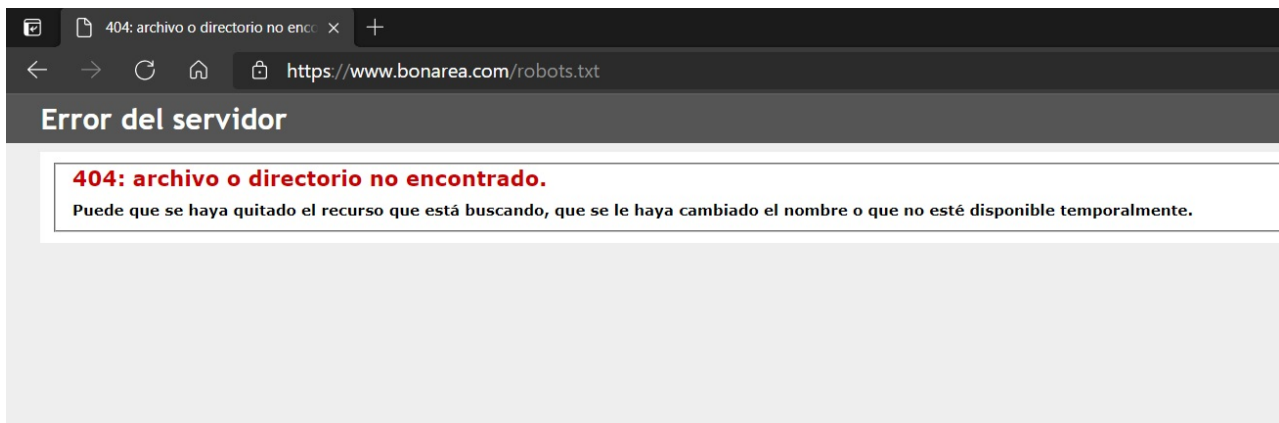 404: archivo o directorio no enc
https://www.bonarea.com/robots.txt
Error del servidor
404: archivo o directorio no encontrado.
Puede que se haya quitado el recurso que está buscando, que se le haya cambiado el nombre o que no esté disponible temporalmente.